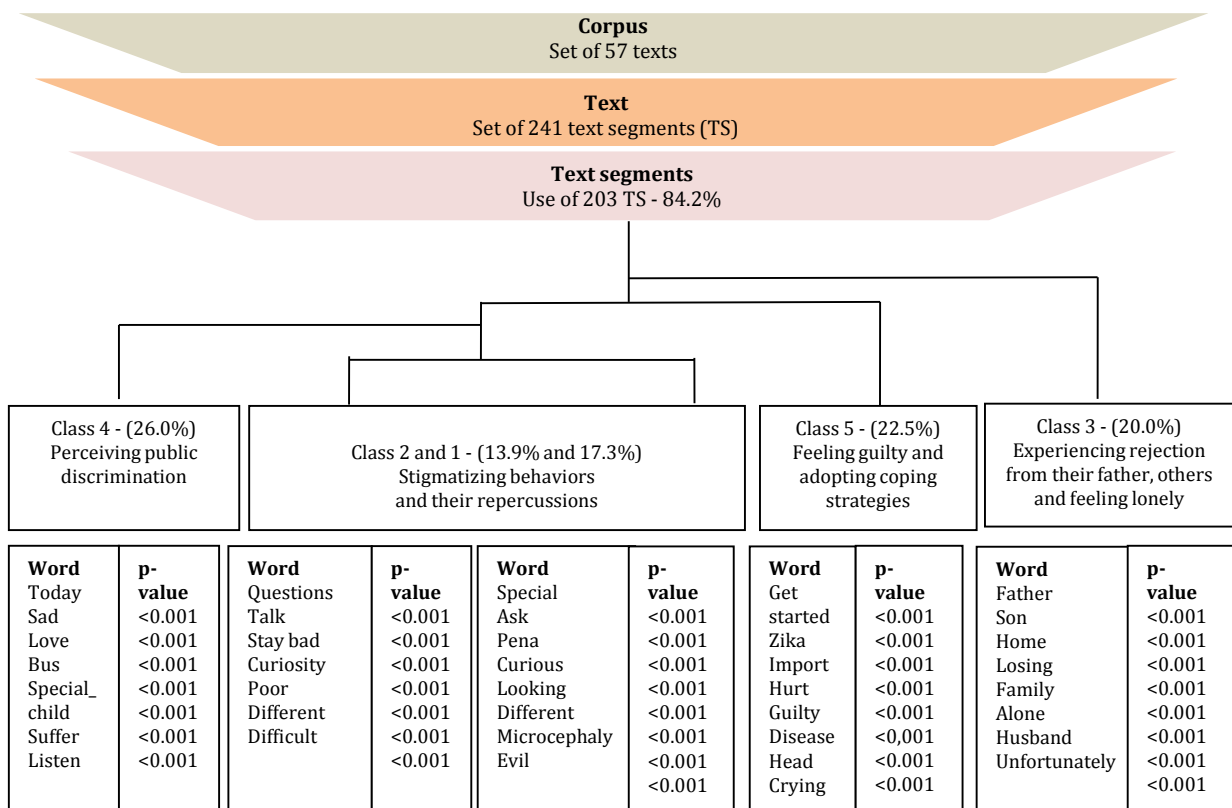 Corpus
Set of 57 texts
Text
Set of 241 text segments (TS)
Text segments
Use of 203 TS - 84.2%
Class 4 - (26.0%)
Perceiving public
discrimination
Class 2 and 1 - (13.9% and 17.3%)
Stigmatizing behaviors
and their repercussions
Class 5 - (22.5%)
Feeling guilty and
adopting coping
strategies
Class 3 - (20.0%)
Experiencing rejection
from their father, others
and feeling lonely
Word
Today
Sad
Love
Bus
Special_
child
Suffer
Listen
p-
value
<0.001
<0.001
<0.001
<0.001
<0.001
<0.001
<0.001
Word
Questions
Talk
Stay bad
Curiosity
Poor
Different
Difficult
p-
value
<0.001
<0.001
<0.001
<0.001
<0.001
<0.001
<0.001
Word
Special
Ask
Pena
Curious
Looking
Different
Microcephaly
Evil
p-
value
<0.001
<0.001
<0.001
<0.001
<0.001
<0.001
<0.001
<0.001
Word
Get
started
Zika
Import
Hurt
Guilty
Disease
Head
Crying
p-
value
<0.001
<0.001
<0.001
<0.001
<0.001
<0,001
<0.001
<0.001
Word
Father
Son
Home
Losing
Family
Alone
Husband
Unfortunately
p-
value
<0.001
<0.001
<0.001
<0.001
<0.001
<0.001
<0.001
<0.001